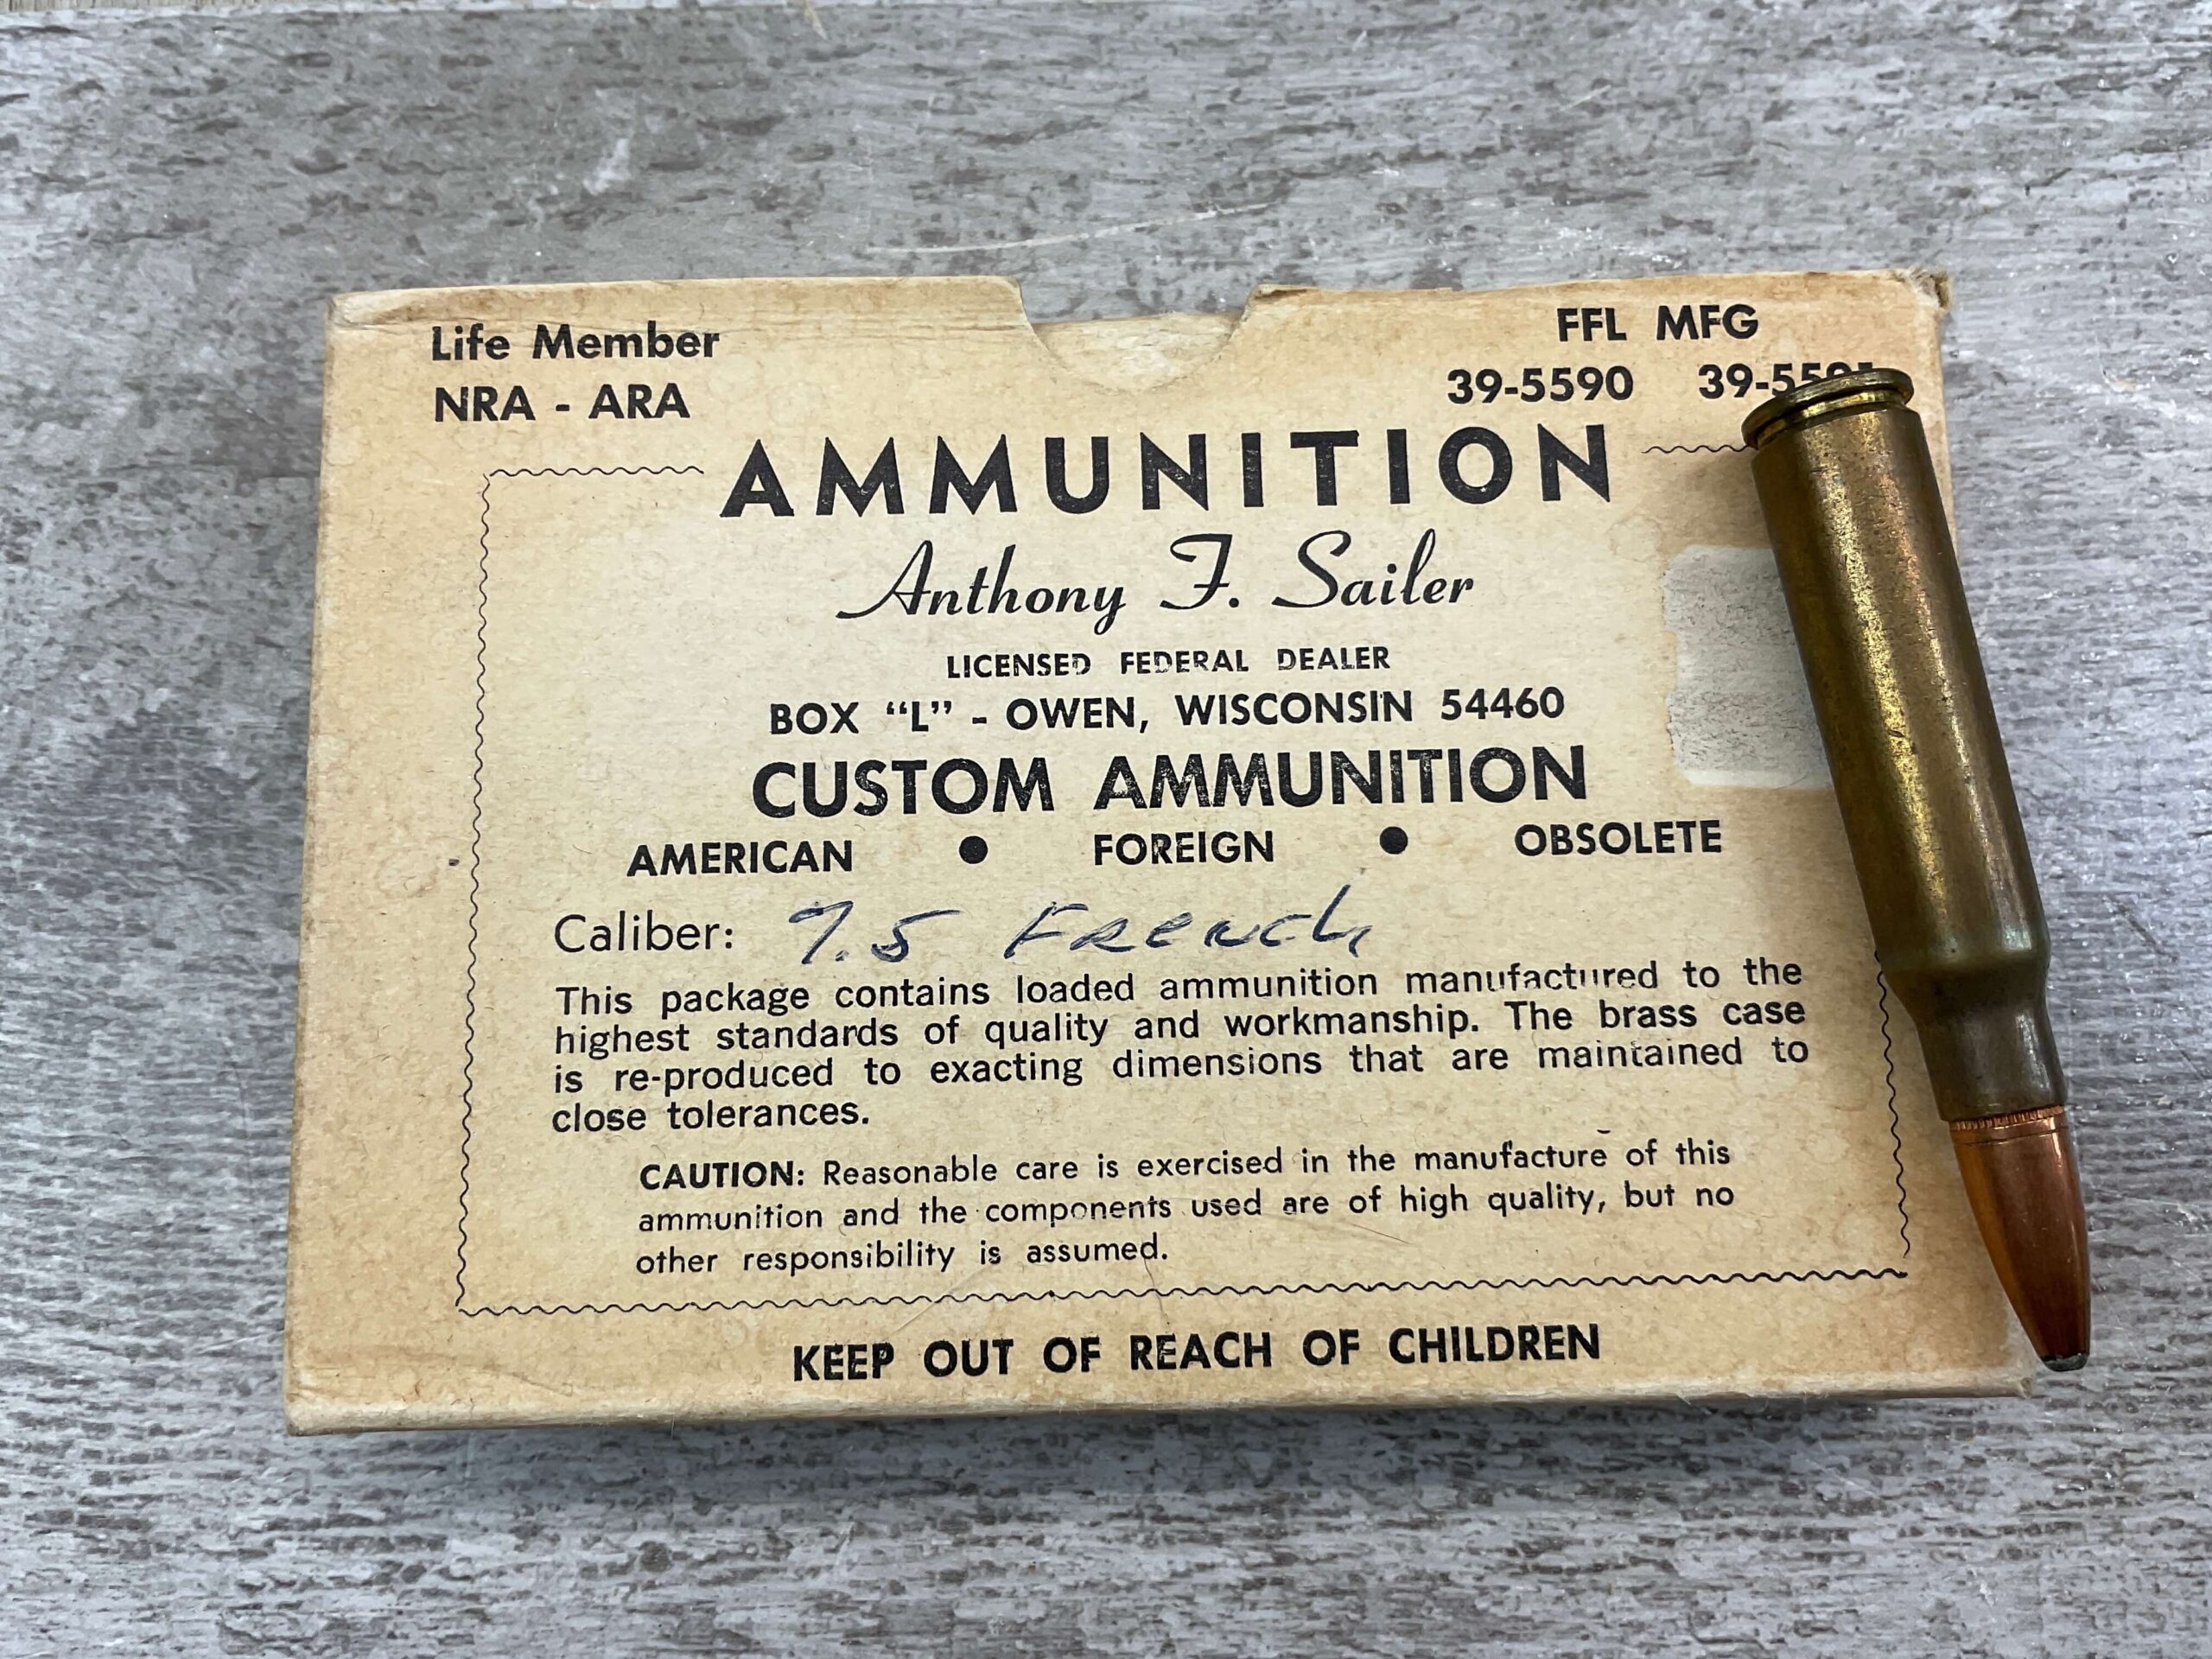 Life Member
NRA - ARA
FFL MFG
39-5590
AMMUNITION
Anthony F. Sailer
LICENSED FEDERAL DEALER
BOX “L” - OWEN, WISCONSIN 54460
CUSTOM AMMUNITION
AMERICAN ● FOREIGN ● OBSOLETE
Caliber: 7.5 French
This package contains loaded ammunition manufactured to the
highest standards of quality and workmanship. The brass case
is re-produced to exacting dimensions that are maintained to
close tolerances.
CAUTION: Reasonable care is exercised in the manufacture of this
ammunition and the components used are of high quality, but no
other responsibility is assumed.
KEEP OUT OF REACH OF CHILDREN